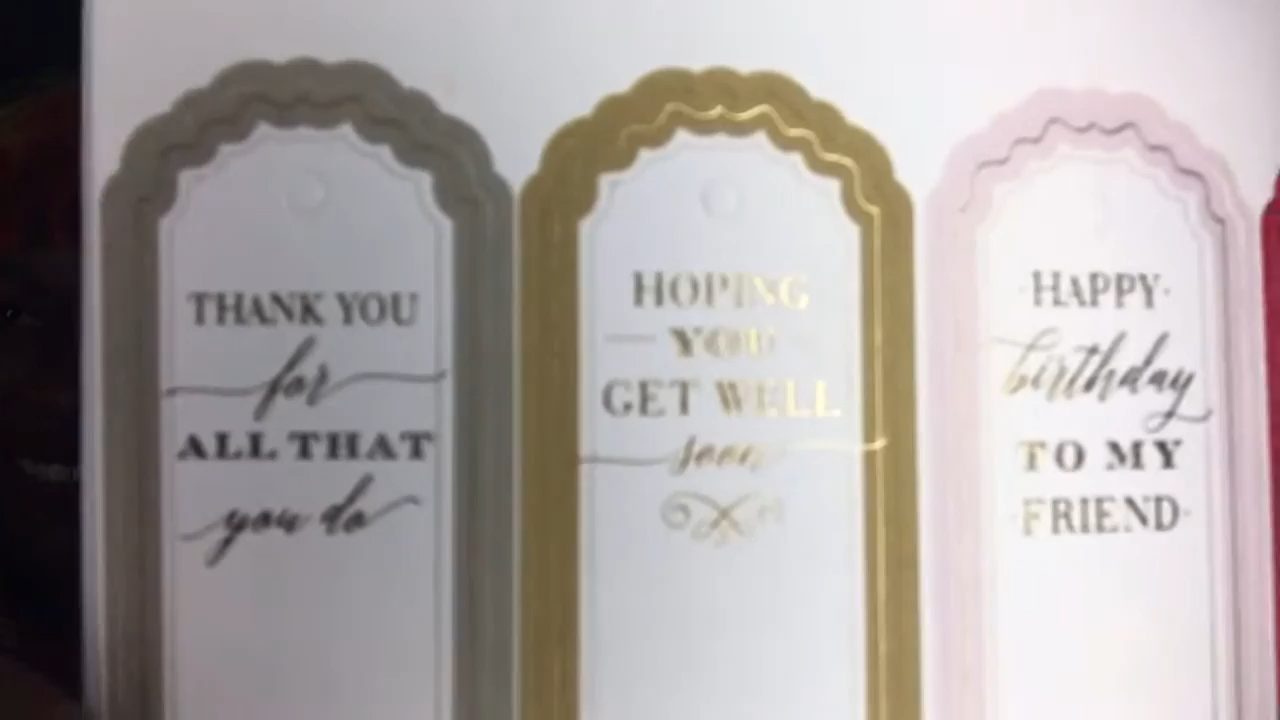 THANK YOU
for
ALL THAT
you do
HOPING
YOU
GET WELL
soon
HAPPY
birthday
TO MY
FRIEND